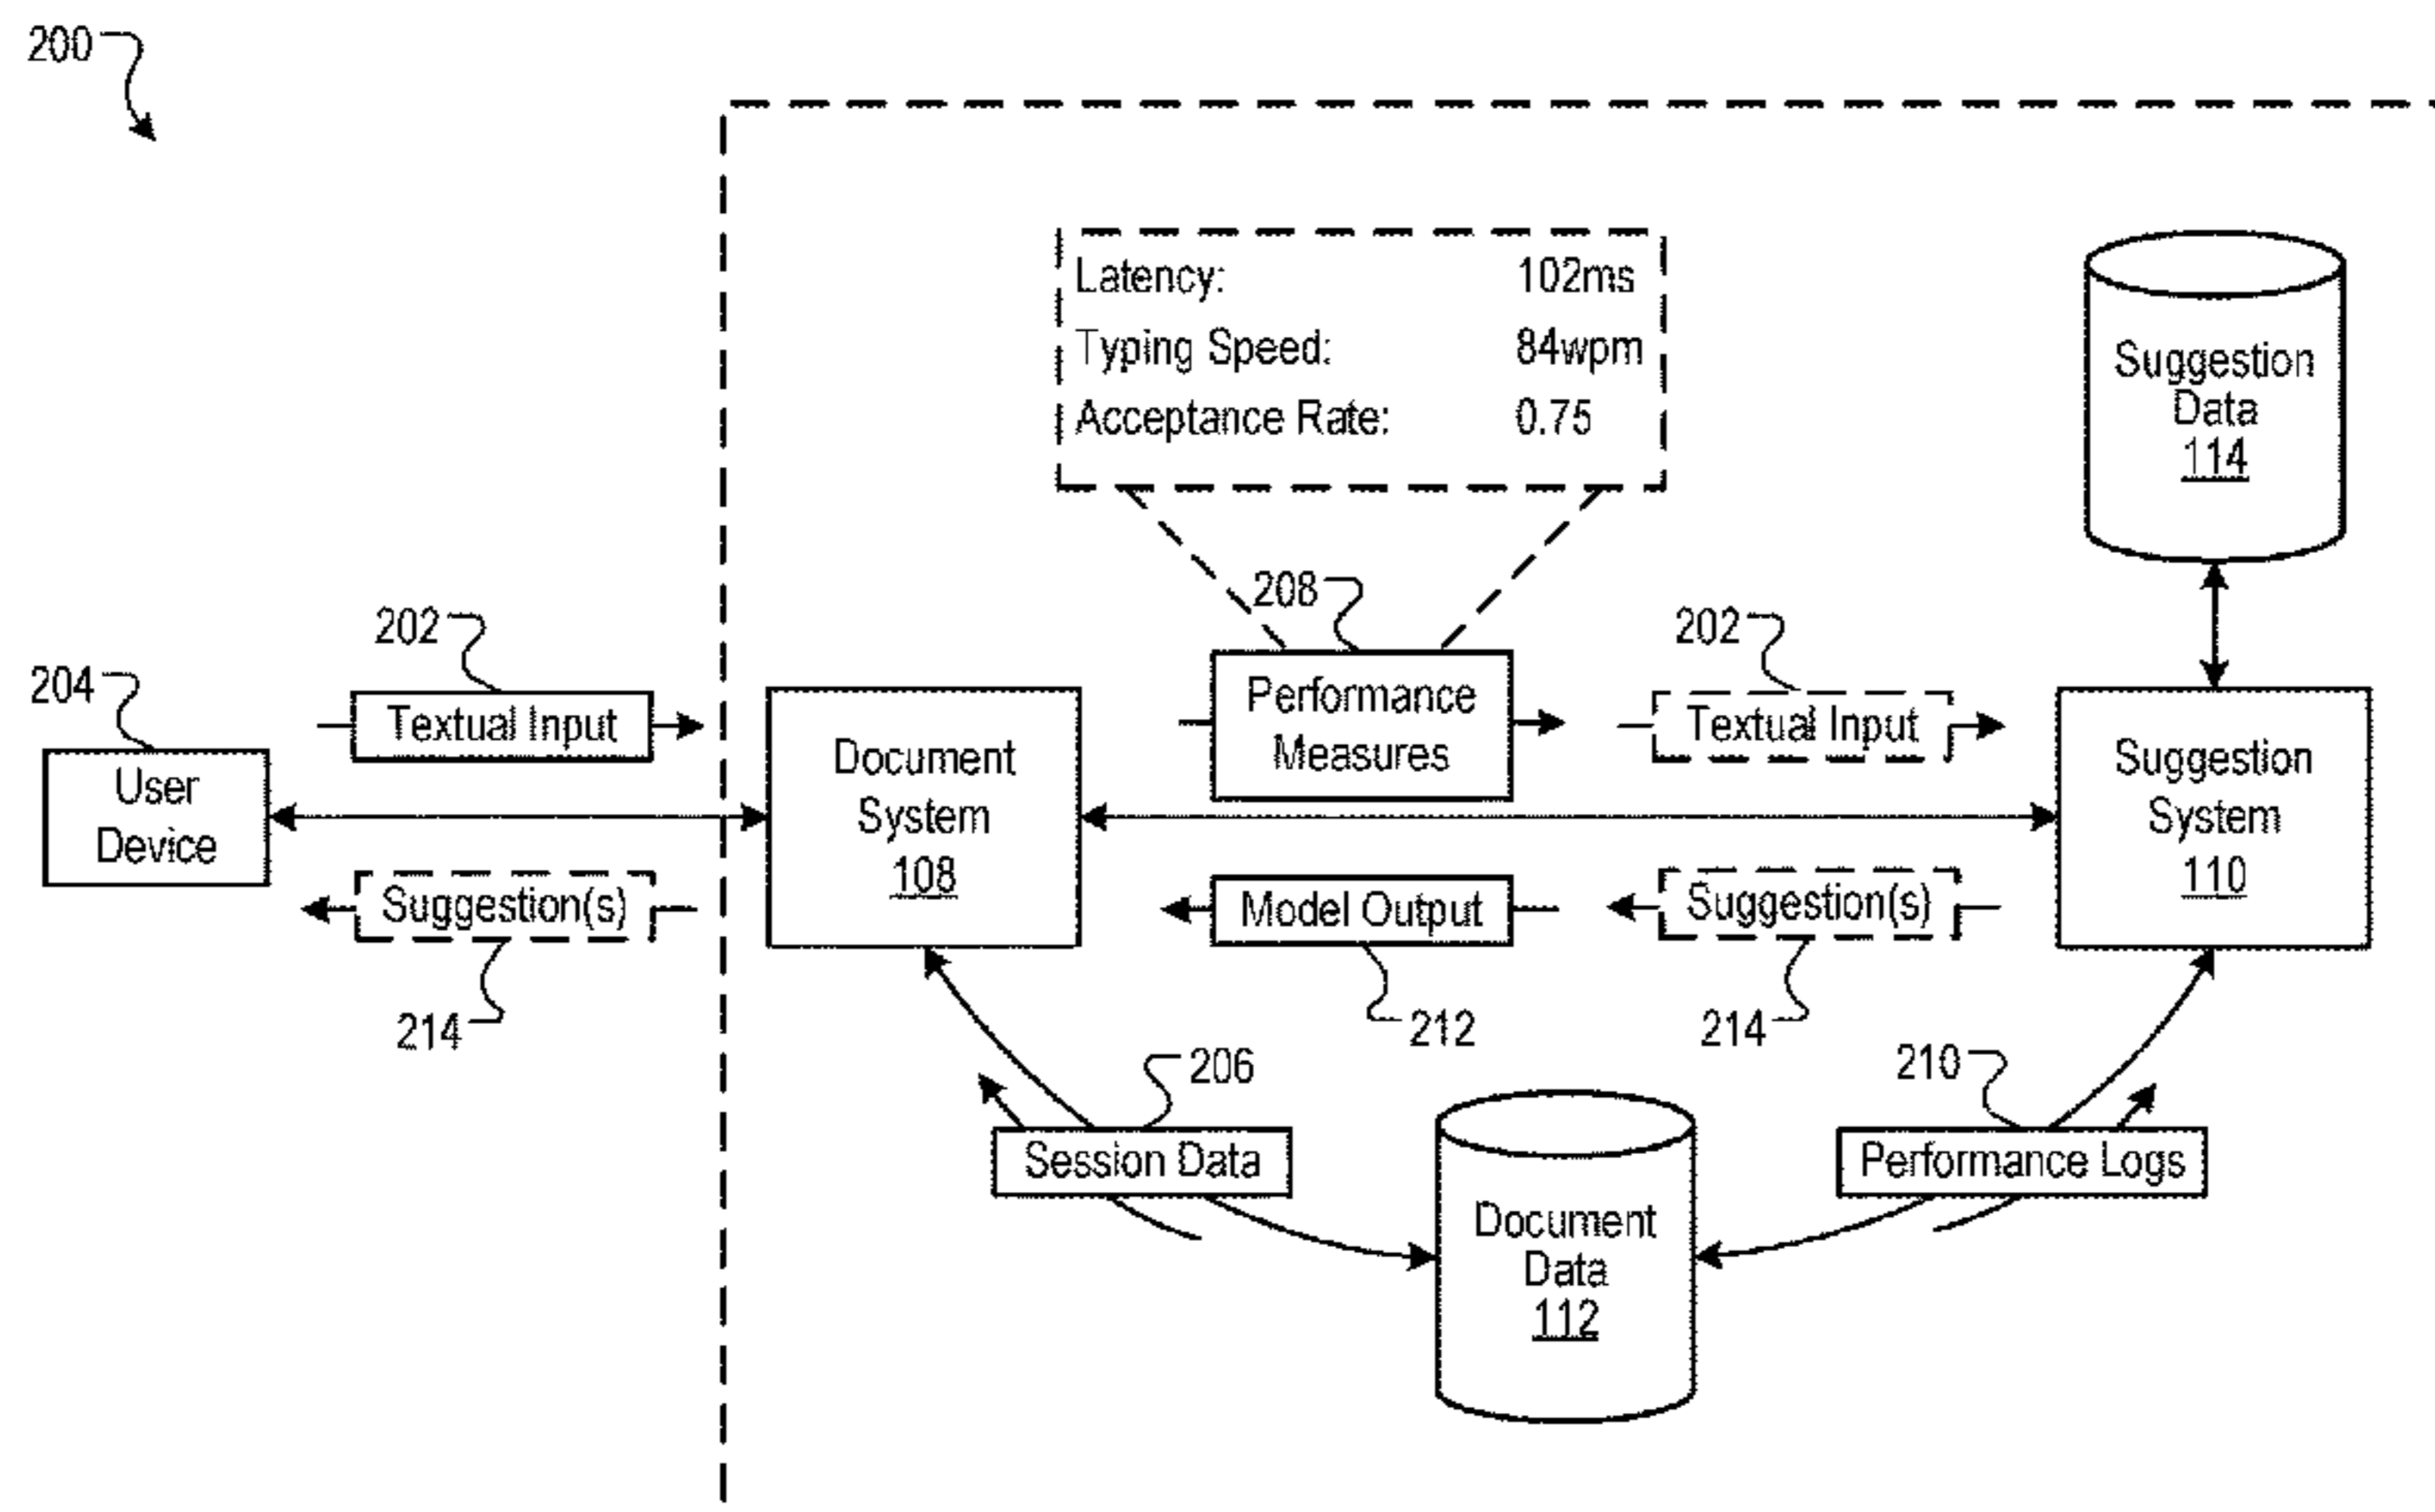 200
Latency: 102ms
Typing Speed: 84wpm
Acceptance Rate: 0.75
Suggestion
Data
114
208
202
202
204
Textual Input
Performance
Measures
Textual Input
User
Device
Document
System
108
Suggestion
System
110
Suggestion(s)
Model Output
Suggestion(s)
214
212
214
206
210
Session Data
Performance Logs
Document
Data
112